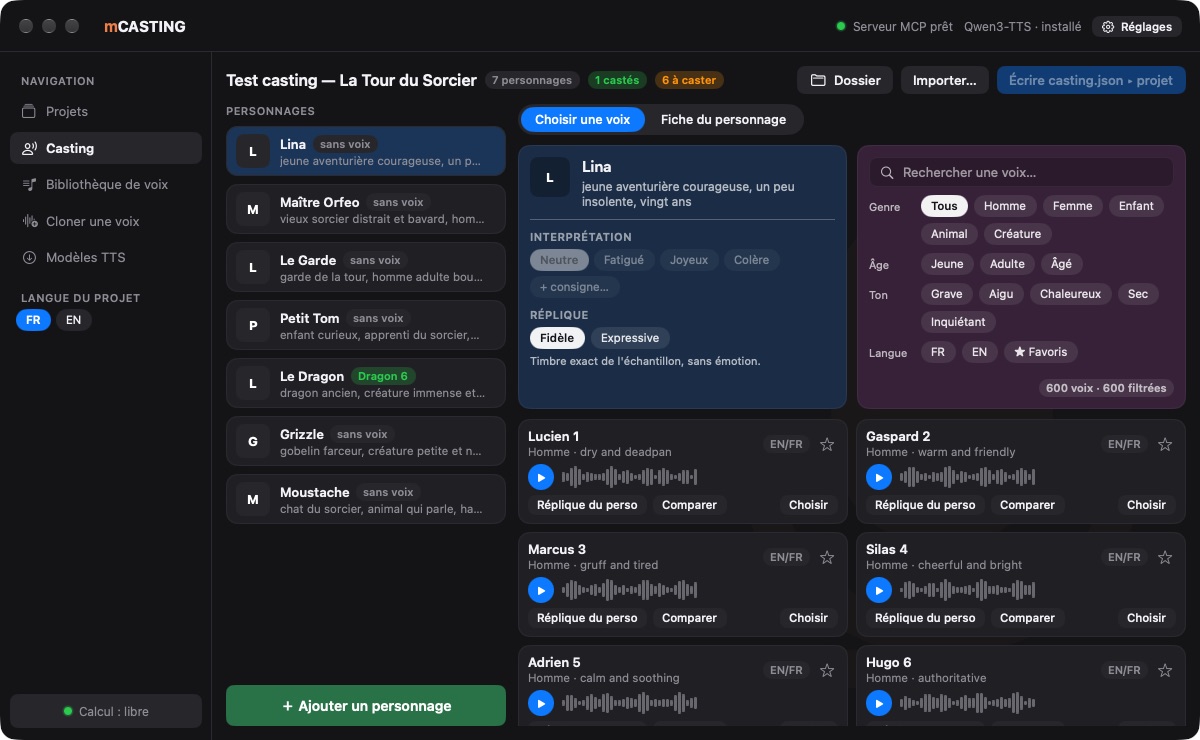 mCASTING
Serveur MCP prêt
Qwen3-TTS · installé
Réglages
NAVIGATION
Projets
Casting
Bibliothèque de voix
Cloner une voix
Modèles TTS
LANGUE DU PROJET
FR EN
Calcul : libre
Test casting — La Tour du Sorcier
7 personnages
1 castés
6 à caster
Dossier
Importer...
Écrire casting.json ▸ projet
PERSONNAGES
L
Lina sans voix
jeune aventurière courageuse, un p...
M
Maître Orfeo sans voix
vieux sorcier distrait et bavard, hom...
L
Le Garde sans voix
garde de la tour, homme adulte bou...
P
Petit Tom sans voix
enfant curieux, apprenti du sorcier,...
L
Le Dragon Dragon 6
dragon ancien, créature immense et...
G
Grizzle sans voix
gobelin farceur, créature petite et n...
M
Moustache sans voix
chat du sorcier, animal qui parle, ha...
+ Ajouter un personnage
Choisir une voix
Fiche du personnage
L
Lina
jeune aventurière courageuse, un peu
insolente, vingt ans
INTERPRÉTATION
Neutre Fatigué Joyeux Colère
+ consigne...
RÉPLIQUE
Fidèle Expressive
Timbre exact de l'échantillon, sans émotion.
Rechercher une voix...
Genre Tous Homme Femme Enfant
Animal Créature
Âge Jeune Adulte Âgé
Ton Grave Aigu Chaleureux Sec
Inquiétant
Langue FR EN ★ Favoris
600 voix · 600 filtrées
Lucien 1
Homme · dry and deadpan
EN/FR
Réplique du perso Comparer Choisir
Gaspard 2
Homme · warm and friendly
EN/FR
Réplique du perso Comparer Choisir
Marcus 3
Homme · gruff and tired
EN/FR
Réplique du perso Comparer Choisir
Silas 4
Homme · cheerful and bright
EN/FR
Réplique du perso Comparer Choisir
Adrien 5
Homme · calm and soothing
EN/FR
Hugo 6
Homme · authoritative
EN/FR